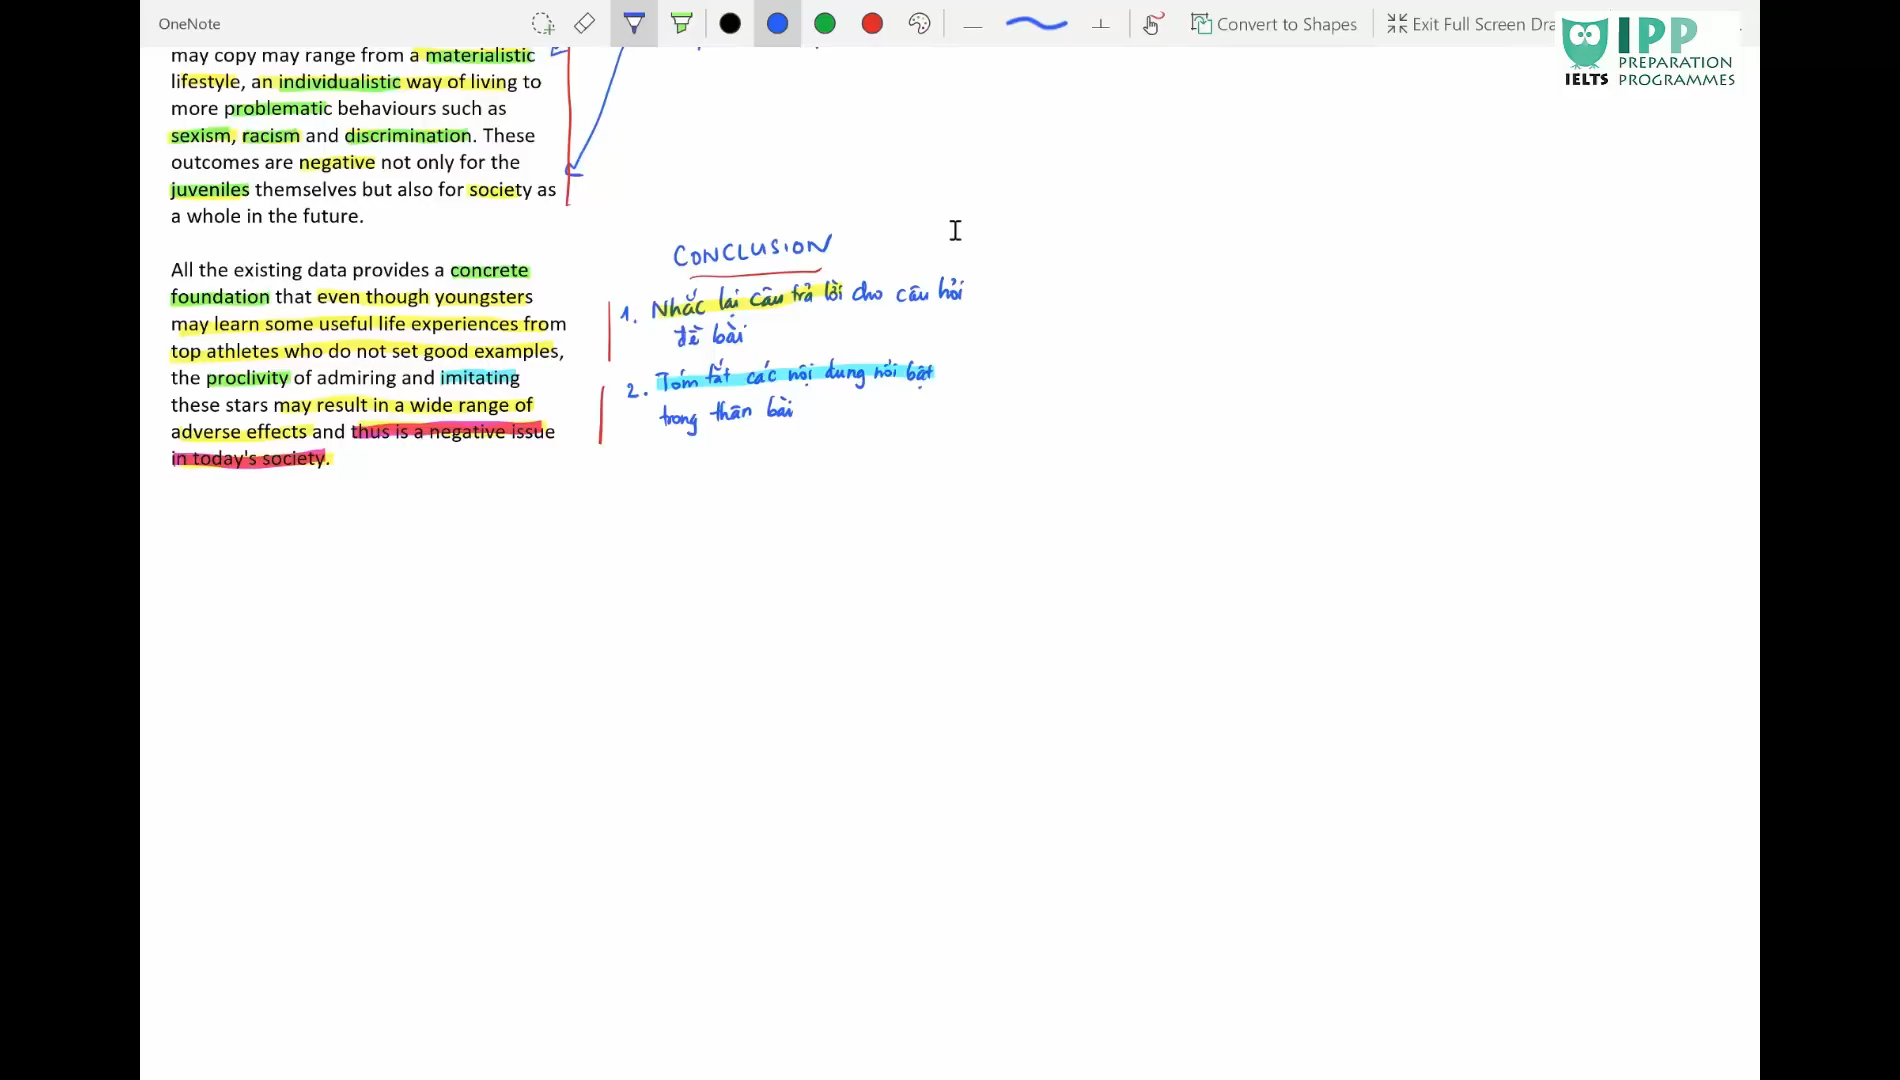 OneNote
Convert to Shapes
Exit Full Screen Dra
IPP
PREPARATION
IELTS PROGRAMMES
may copy may range from a materialistic
lifestyle, an individualistic way of living to
more problematic behaviours such as
sexism, racism and discrimination. These
outcomes are negative not only for the
juveniles themselves but also for society as
a whole in the future.
All the existing data provides a concrete
foundation that even though youngsters
may learn some useful life experiences from
top athletes who do not set good examples,
the proclivity of admiring and imitating
these stars may result in a wide range of
adverse effects and thus is a negative issue
in today's society.
CONCLUSION
1. Nhắc lại câu trả lời cho câu hỏi
đề bài
2. Tóm tắt các nội dung nổi bật
trong thân bài